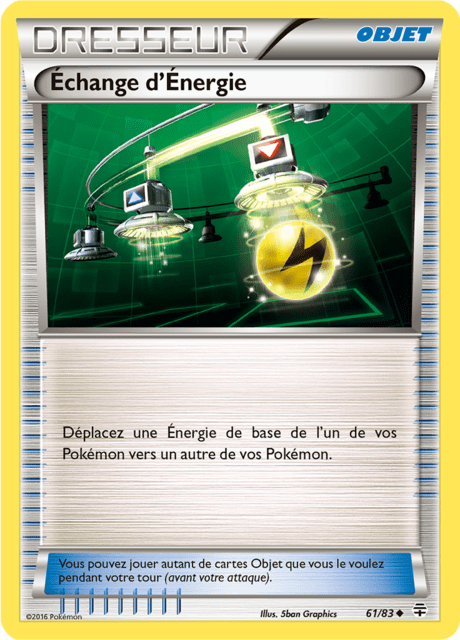 DRESSEUR
OBJET
Échange d'Énergie
Déplacez une Énergie de base de l'un de vos
Pokémon vers un autre de vos Pokémon.
Vous pouvez jouer autant de cartes Objet que vous le voulez
pendant votre tour (avant votre attaque).
©2016 Pokémon
Illus. 5ban Graphics
61/83